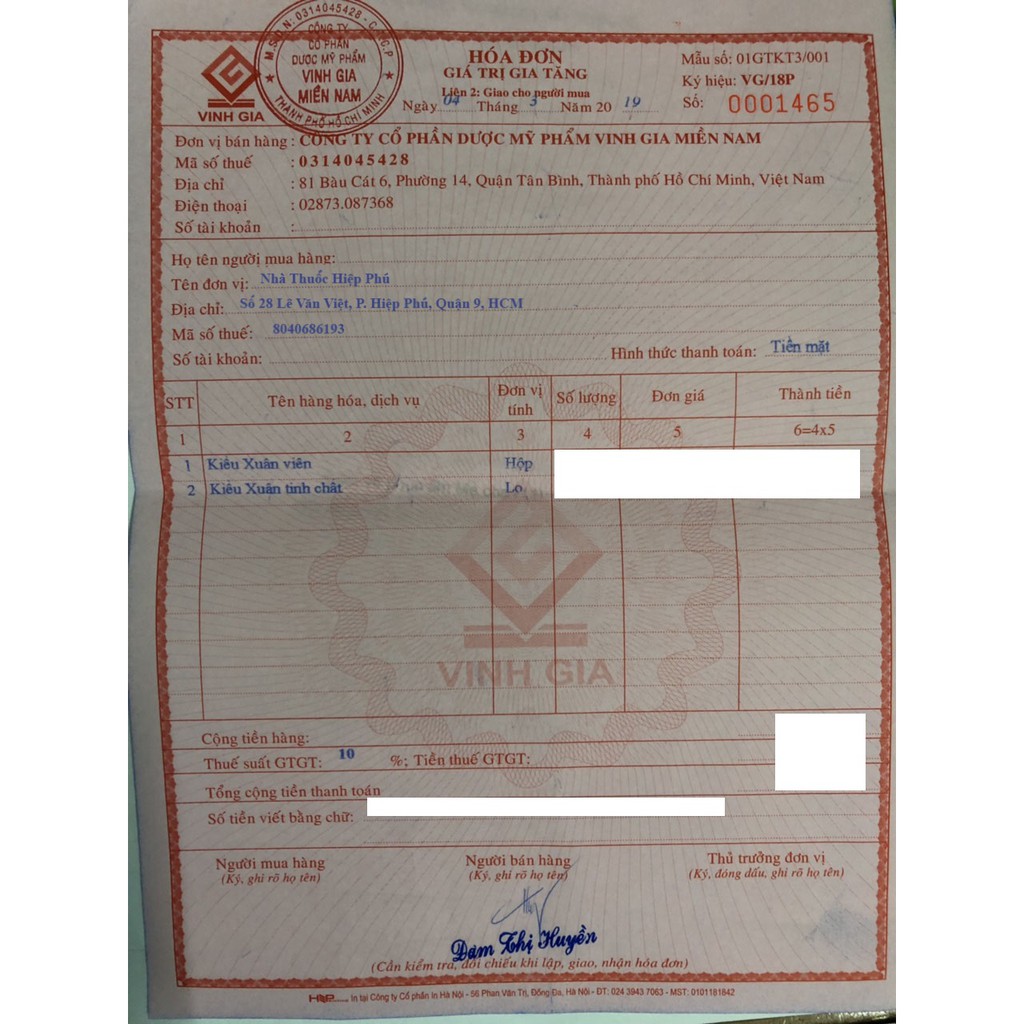 M.S.D.N: 0314045428 - C.T.C.P
CÔNG TY
CỔ PHẦN
DƯỢC MỸ PHẨM
VINH GIA
MIỀN NAM
THÀNH PHỐ HỒ CHÍ MINH
VINH GIA
HÓA ĐƠN
GIÁ TRỊ GIA TĂNG
Liên 2: Giao cho người mua
Ngày 04 Tháng 3 Năm 2019
Mẫu số: 01GTKT3/001
Ký hiệu: VG/18P
Số: 0001465
Đơn vị bán hàng : CÔNG TY CỔ PHẦN DƯỢC MỸ PHẨM VINH GIA MIỀN NAM
Mã số thuế : 0314045428
Địa chỉ : 81 Bàu Cát 6, Phường 14, Quận Tân Bình, Thành phố Hồ Chí Minh, Việt Nam
Điện thoại : 02873.087368
Số tài khoản :
Họ tên người mua hàng:
Tên đơn vị: Nhà Thuốc Hiệp Phú
Địa chỉ: Số 28 Lê Văn Việt, P. Hiệp Phú, Quận 9, HCM
Mã số thuế: 8040686193
Số tài khoản: Hình thức thanh toán: Tiền mặt
STT Tên hàng hóa, dịch vụ Đơn vị tính Số lượng Đơn giá Thành tiền
1 2 3 4 5 6=4x5
1 Kiều Xuân viên Hộp
2 Kiều Xuân tinh chất Lọ
VINH GIA
Cộng tiền hàng:
Thuế suất GTGT: 10 %; Tiền thuế GTGT:
Tổng cộng tiền thanh toán
Số tiền viết bằng chữ:
Người mua hàng Người bán hàng Thủ trưởng đơn vị
(Ký, ghi rõ họ tên) (Ký, ghi rõ họ tên) (Ký, đóng dấu, ghi rõ họ tên)
Đàm Thị Huyền
(Cần kiểm tra, đối chiếu khi lập, giao, nhận hóa đơn)
In tại Công ty Cổ phần In Hà Nội - 56 Phan Văn Trị, Đống Đa, Hà Nội - ĐT: 024 3943 7063 - MST: 0101181842